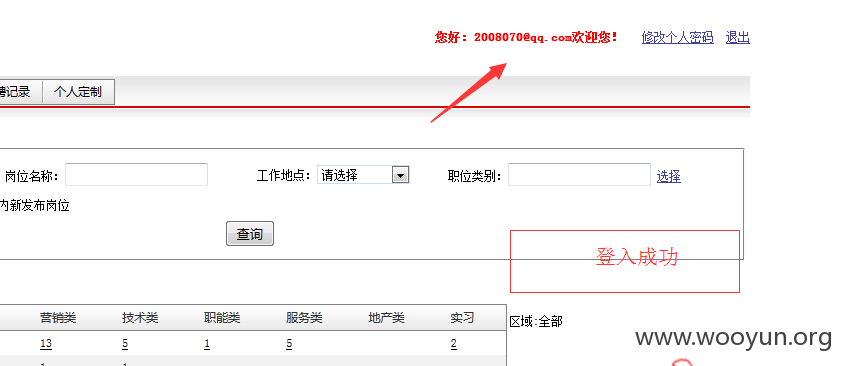 您好：2008070@qq.com欢迎您！ 修改个人密码 退出
聘记录 个人定制
岗位名称： 工作地点： 请选择 职位类别： 选择
内新发布岗位
查询
登入成功
营销类 技术类 职能类 服务类 地产类 实习 区域:全部
13 5 1 5 2
www.wooyun.org
1 1